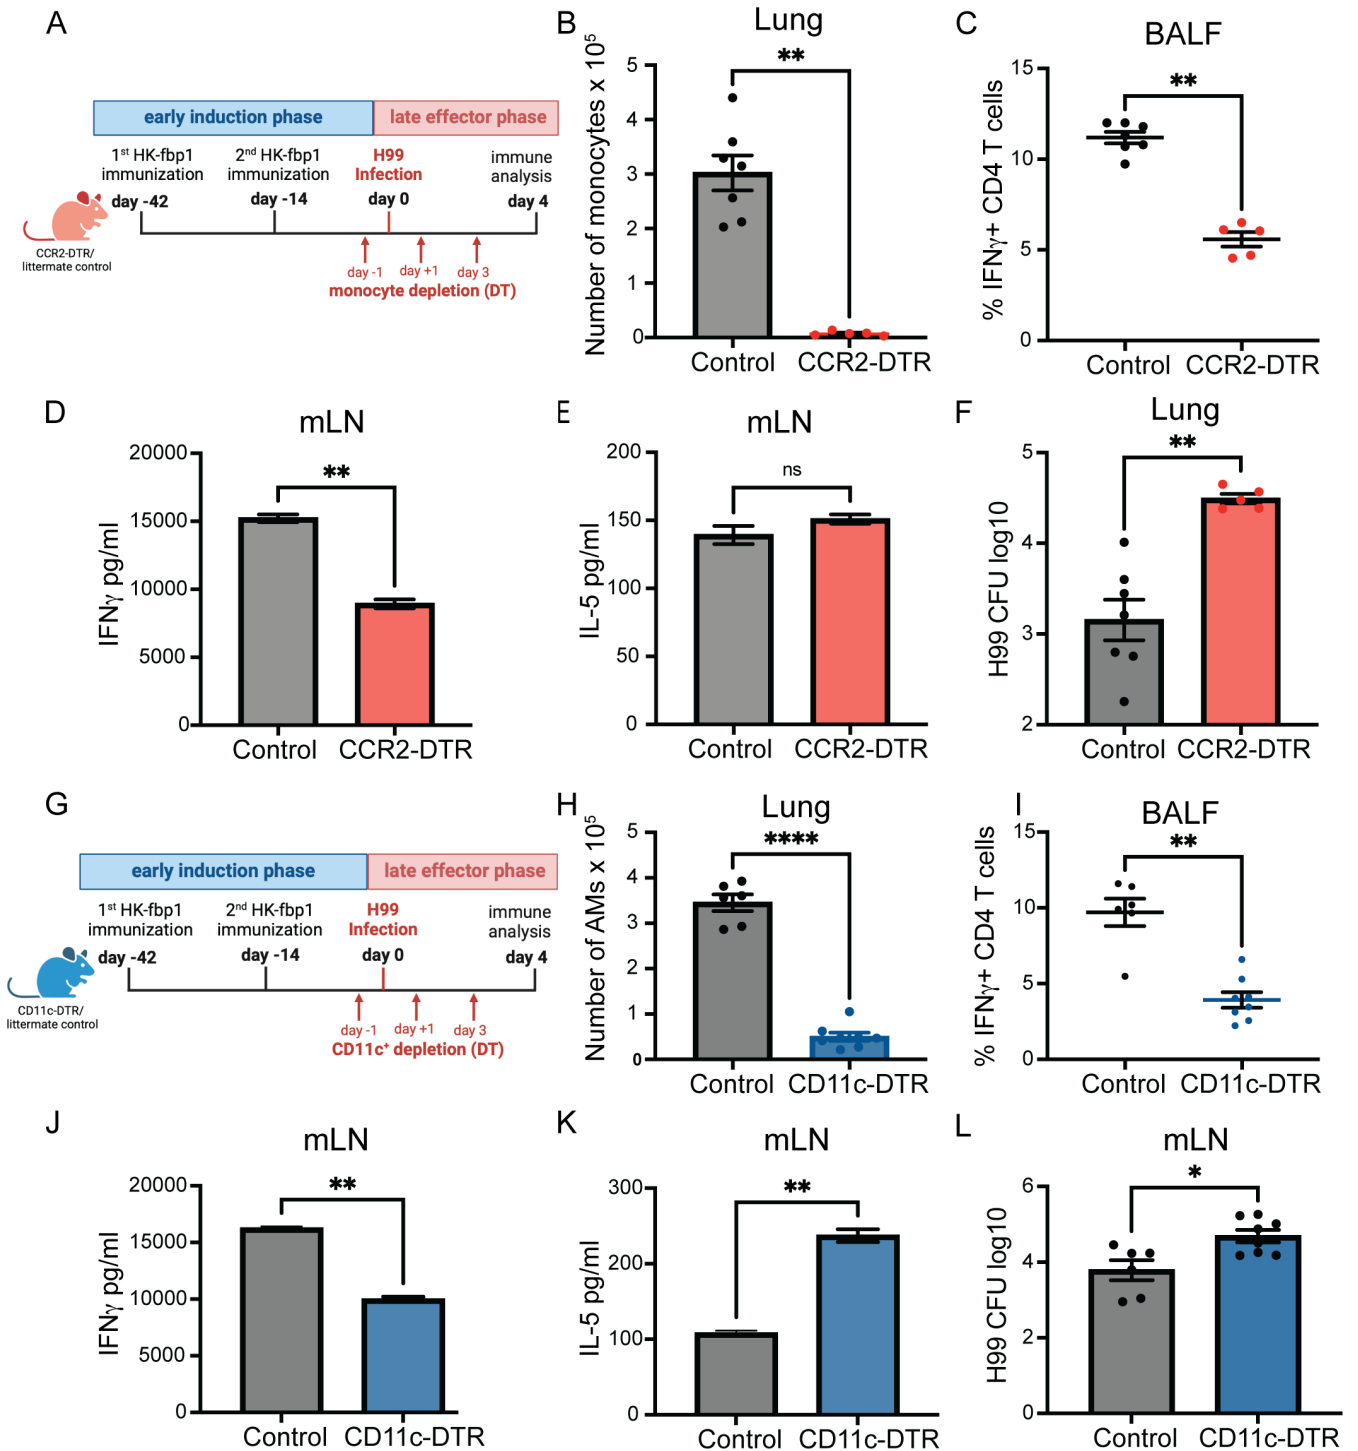 A
early induction phase
late effector phase
1st HK-fbp1
immunization
2nd HK-fbp1
immunization
H99
Infection
immune
analysis
day -42
day -14
day 0
day 4
CCR2-DTR/
littermate control
day -1
day +1
day 3
monocyte depletion (DT)
B
Lung
Number of monocytes x 10⁵
5
4
3
2
1
0
**
Control
CCR2-DTR
C
BALF
% IFNγ+ CD4 T cells
15
10
5
0
**
Control
CCR2-DTR
D
mLN
IFNγ pg/ml
20000
15000
10000
5000
0
**
Control
CCR2-DTR
E
mLN
IL-5 pg/ml
200
150
100
50
0
ns
Control
CCR2-DTR
F
Lung
H99 CFU log10
5
4
3
2
**
Control
CCR2-DTR
G
early induction phase
late effector phase
1st HK-fbp1
immunization
2nd HK-fbp1
immunization
H99
Infection
immune
analysis
day -42
day -14
day 0
day 4
CD11c-DTR/
littermate control
day -1
day +1
day 3
CD11c⁺ depletion (DT)
H
Lung
Number of AMs x 10⁵
5
4
3
2
1
0
****
Control
CD11c-DTR
I
BALF
% IFNγ+ CD4 T cells
15
10
5
0
**
Control
CD11c-DTR
J
mLN
IFNγ pg/ml
20000
15000
10000
5000
0
**
Control
CD11c-DTR
K
mLN
IL-5 pg/ml
300
200
100
0
**
Control
CD11c-DTR
L
mLN
H99 CFU log10
6
4
2
0
*
Control
CD11c-DTR